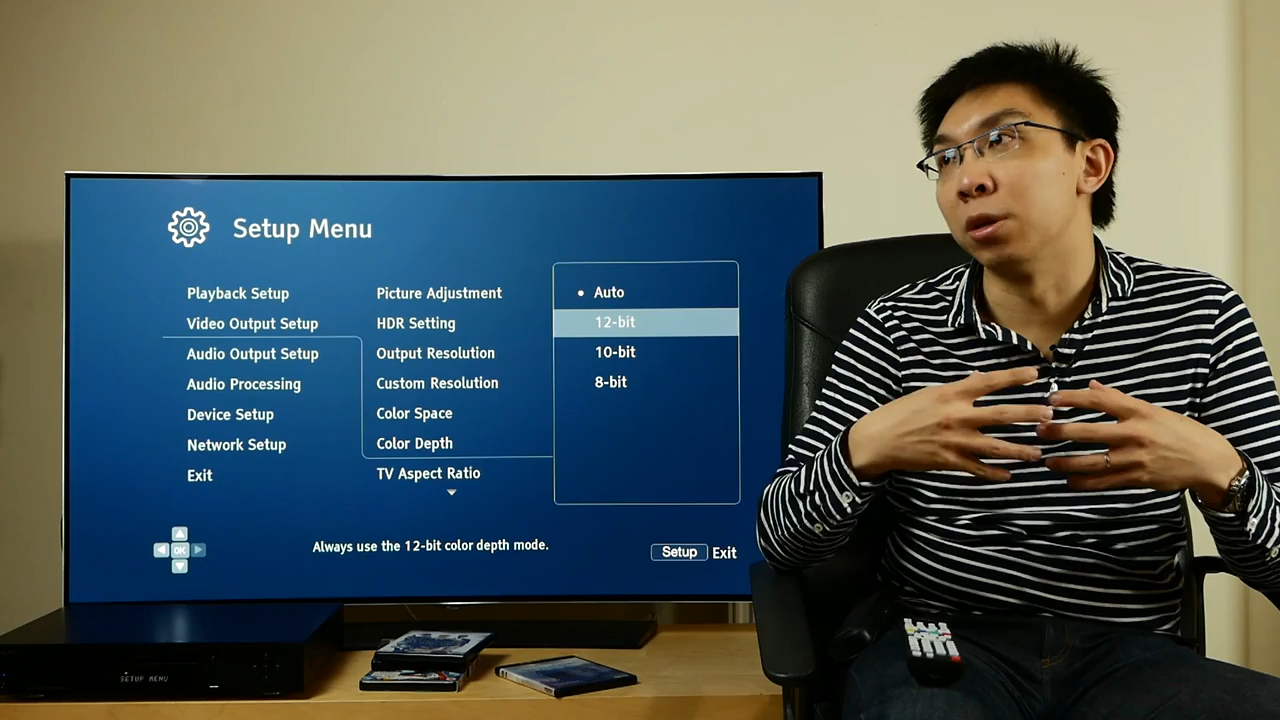 Setup Menu
Playback Setup
Video Output Setup
Audio Output Setup
Audio Processing
Device Setup
Network Setup
Exit
Picture Adjustment
HDR Setting
Output Resolution
Custom Resolution
Color Space
Color Depth
TV Aspect Ratio
Auto
12-bit
10-bit
8-bit
OK
Always use the 12-bit color depth mode.
Setup Exit
SETUP MENU